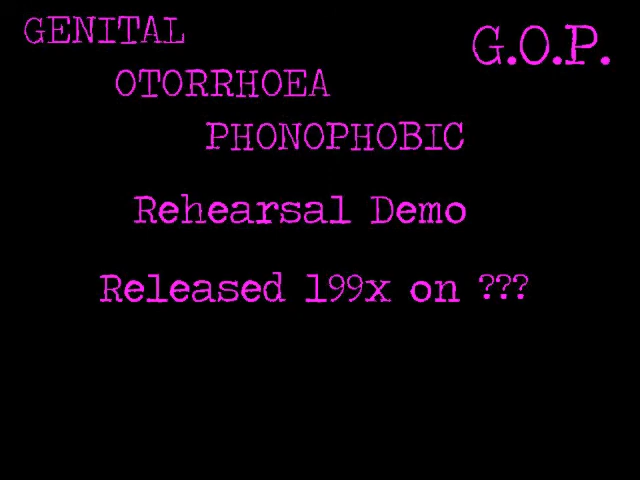 GENITAL
G.O.P.
OTORRHOEA
PHONOPHOBIC
Rehearsal Demo
Released 199x on ???